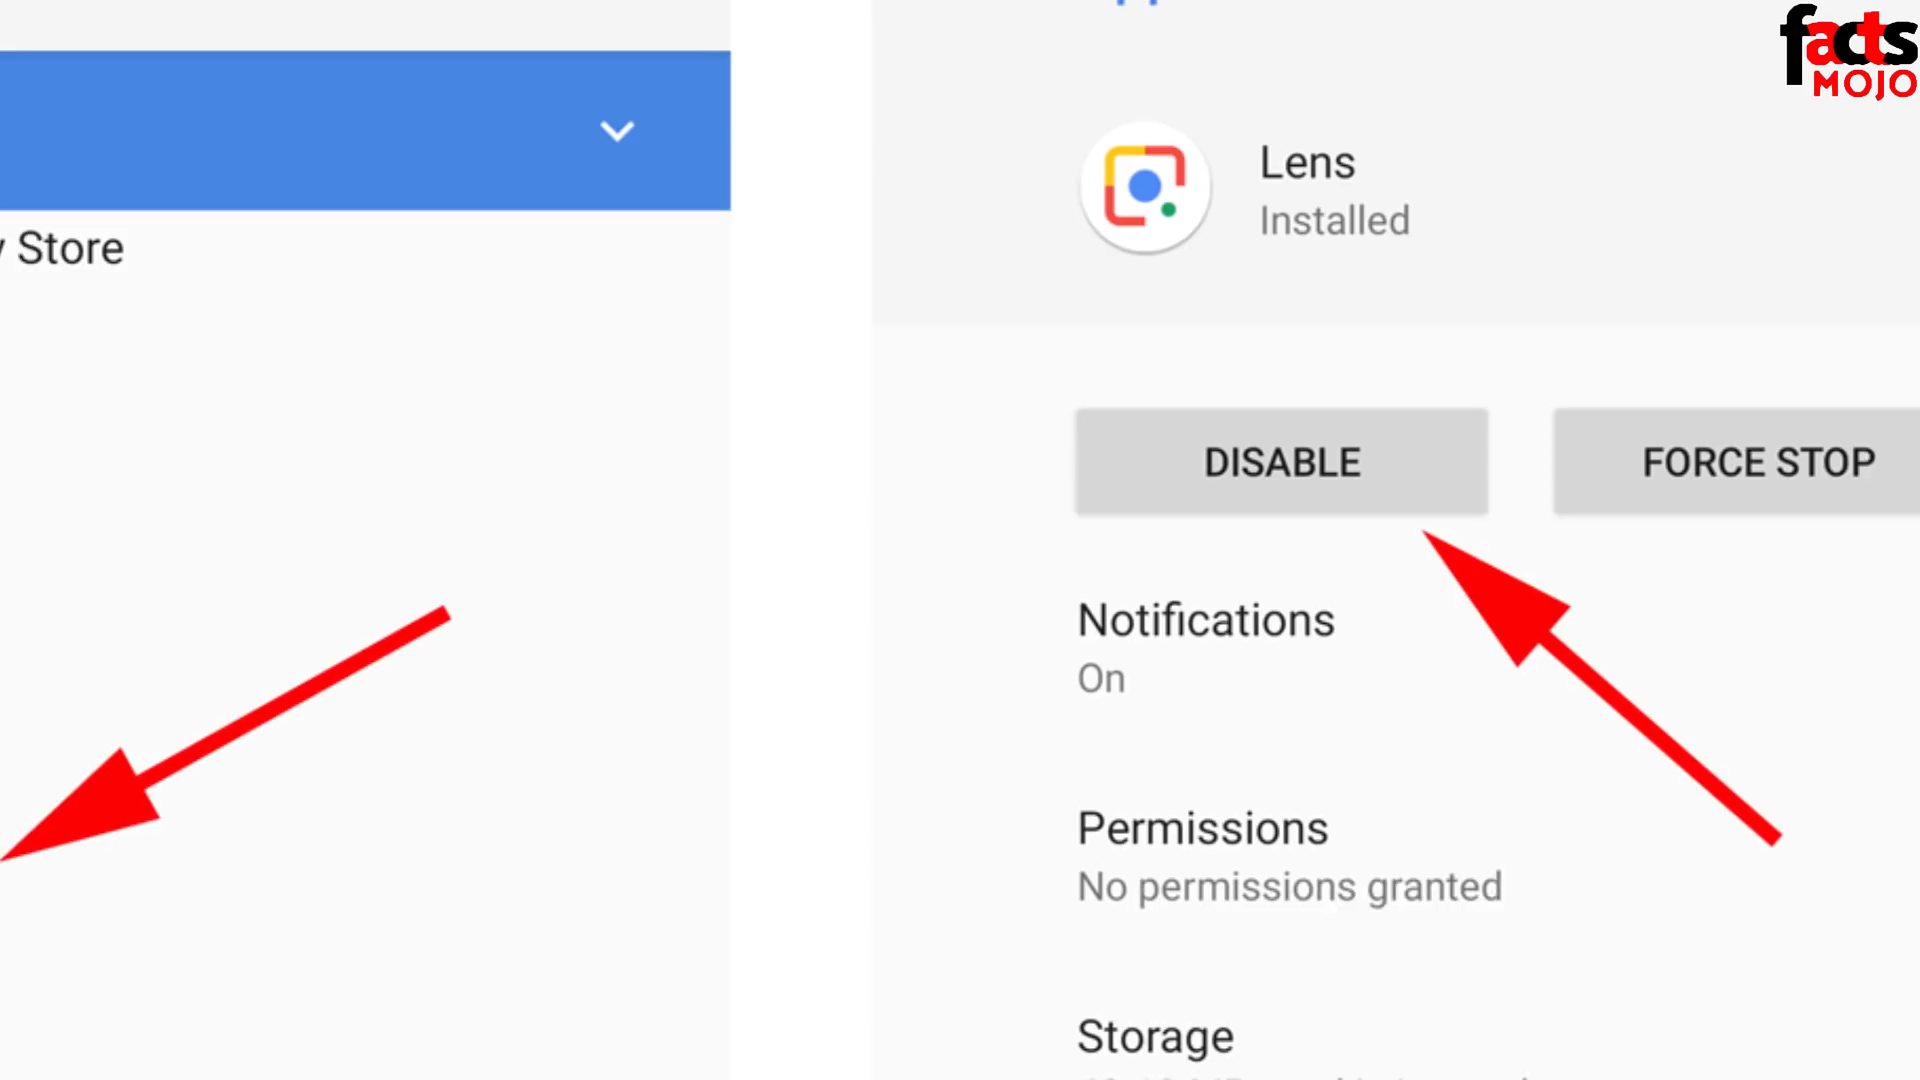 facts
MOJO
Store
Lens
Installed
DISABLE
FORCE STOP
Notifications
On
Permissions
No permissions granted
Storage